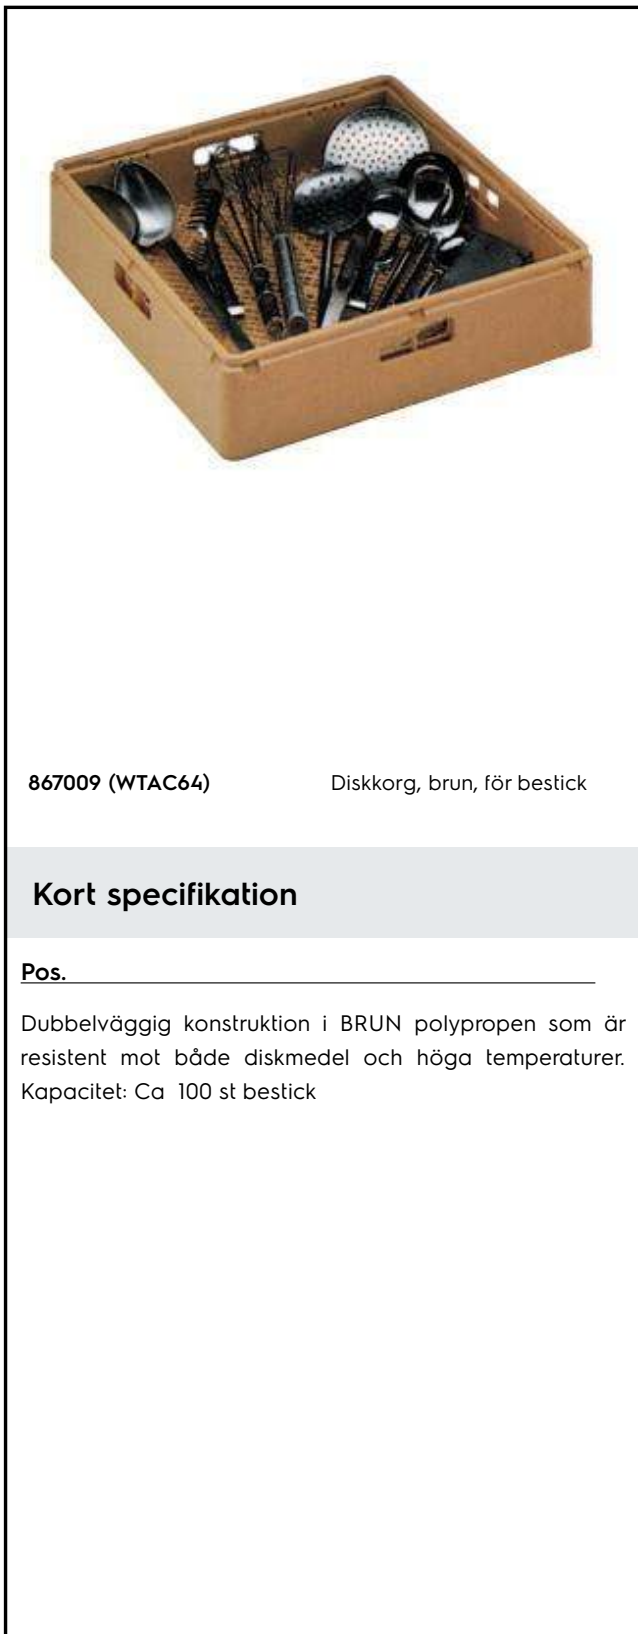 867009 (WTAC64) Diskkorg, brun, för bestick
Kort specifikation
Pos.
Dubbelväggig konstruktion i BRUN polypropen som är
resistent mot både diskmedel och höga temperaturer.
Kapacitet: Ca 100 st bestick